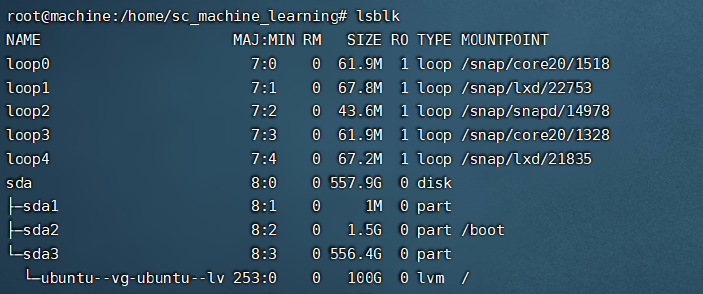 root@machine:/home/sc_machine_learning# lsblk
NAME                      MAJ:MIN RM   SIZE RO TYPE MOUNTPOINT
loop0                       7:0    0  61.9M  1 loop /snap/core20/1518
loop1                       7:1    0  67.8M  1 loop /snap/lxd/22753
loop2                       7:2    0  43.6M  1 loop /snap/snapd/14978
loop3                       7:3    0  61.9M  1 loop /snap/core20/1328
loop4                       7:4    0  67.2M  1 loop /snap/lxd/21835
sda                         8:0    0 557.9G  0 disk
├─sda1                      8:1    0     1M  0 part
├─sda2                      8:2    0   1.5G  0 part /boot
└─sda3                      8:3    0 556.4G  0 part
  └─ubuntu--vg-ubuntu--lv 253:0    0   100G  0 lvm  /